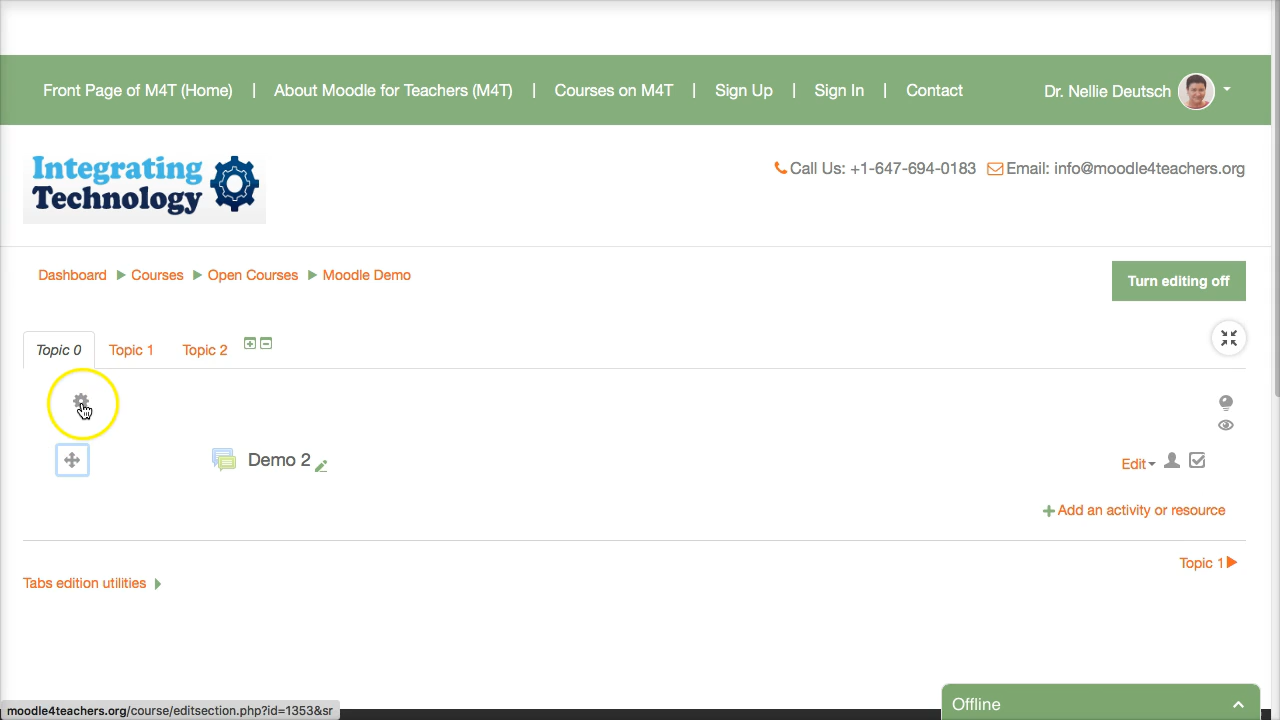 Front Page of M4T (Home) | About Moodle for Teachers (M4T) | Courses on M4T | Sign Up | Sign In | Contact Dr. Nellie Deutsch
Integrating
Technology
Call Us: +1-647-694-0183 Email: info@moodle4teachers.org
Dashboard Courses Open Courses Moodle Demo
Turn editing off
Topic 0 Topic 1 Topic 2
Demo 2
Edit
Add an activity or resource
Topic 1
Tabs edition utilities
Offline
moodle4teachers.org/course/editsection.php?id=1353&sr